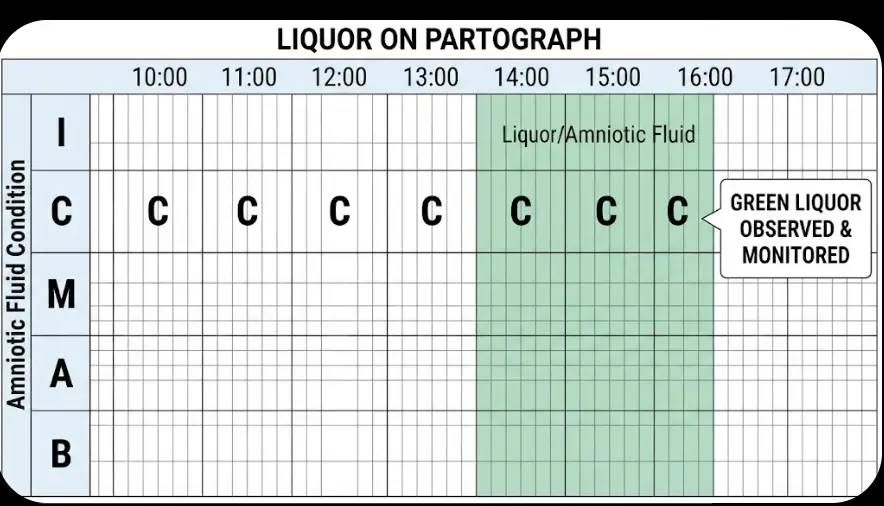 LIQUOR ON PARTOGRAPH
10:00 11:00 12:00 13:00 14:00 15:00 16:00 17:00
Amniotic Fluid Condition
I Liquor/Amniotic Fluid
C C C C C C C C
GREEN LIQUOR
OBSERVED &
MONITORED
M
A
B